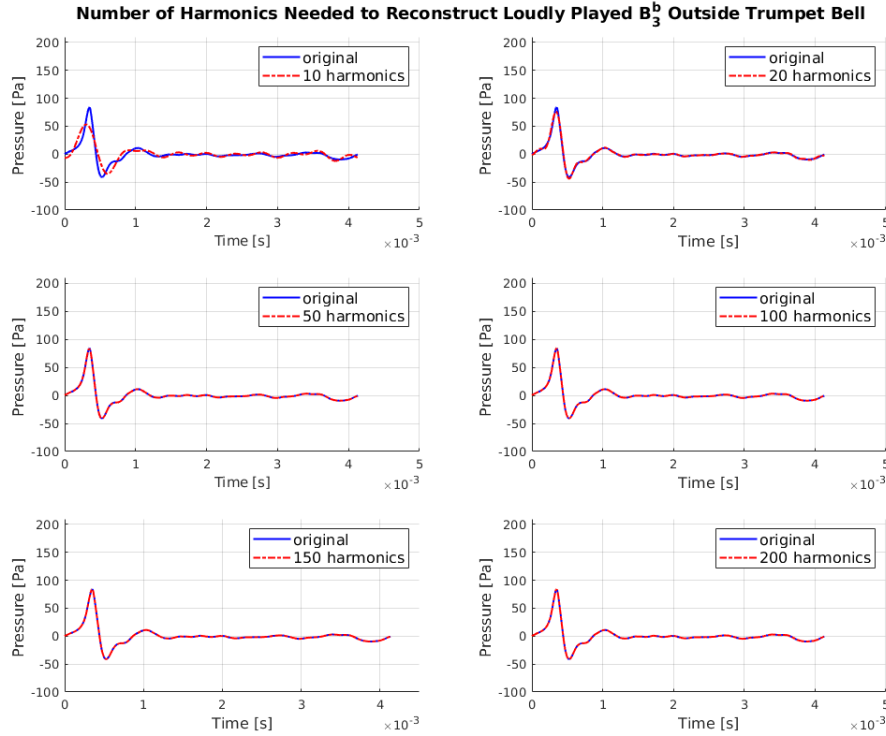 Number of Harmonics Needed to Reconstruct Loudly Played B₃ᵇ Outside Trumpet Bell
200
150
100
50
0
-50
-100
Pressure [Pa]
0 1 2 3 4 5
Time [s]
×10⁻³
original
10 harmonics
200
150
100
50
0
-50
-100
Pressure [Pa]
0 1 2 3 4 5
Time [s]
×10⁻³
original
20 harmonics
200
150
100
50
0
-50
-100
Pressure [Pa]
0 1 2 3 4 5
Time [s]
×10⁻³
original
50 harmonics
200
150
100
50
0
-50
-100
Pressure [Pa]
0 1 2 3 4 5
Time [s]
×10⁻³
original
100 harmonics
200
150
100
50
0
-50
-100
Pressure [Pa]
0 1 2 3 4
Time [s]
×10⁻³
original
150 harmonics
200
150
100
50
0
-50
-100
Pressure [Pa]
0 1 2 3 4 5
Time [s]
×10⁻³
original
200 harmonics